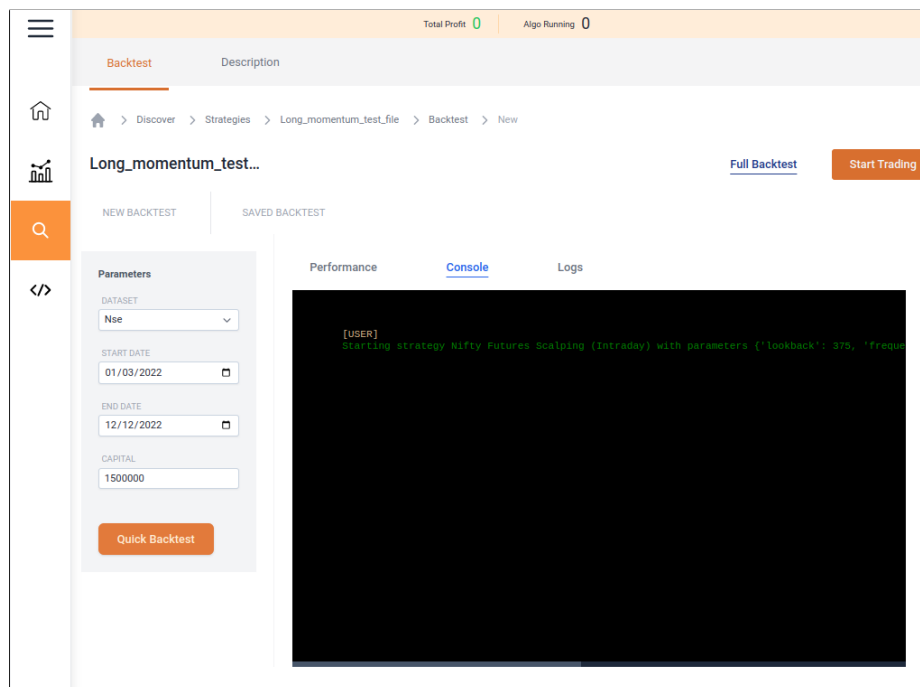 Total Profit 0 Algo Running 0
Backtest Description
Discover > Strategies > Long_momentum_test_file > Backtest > New
Long_momentum_test... Full Backtest Start Trading
NEW BACKTEST SAVED BACKTEST
Parameters
DATASET
Nse
START DATE
01/03/2022
END DATE
12/12/2022
CAPITAL
1500000
Quick Backtest
Performance Console Logs
[USER]
Starting strategy Nifty Futures Scalping (Intraday) with parameters {'lookback': 375, 'freque